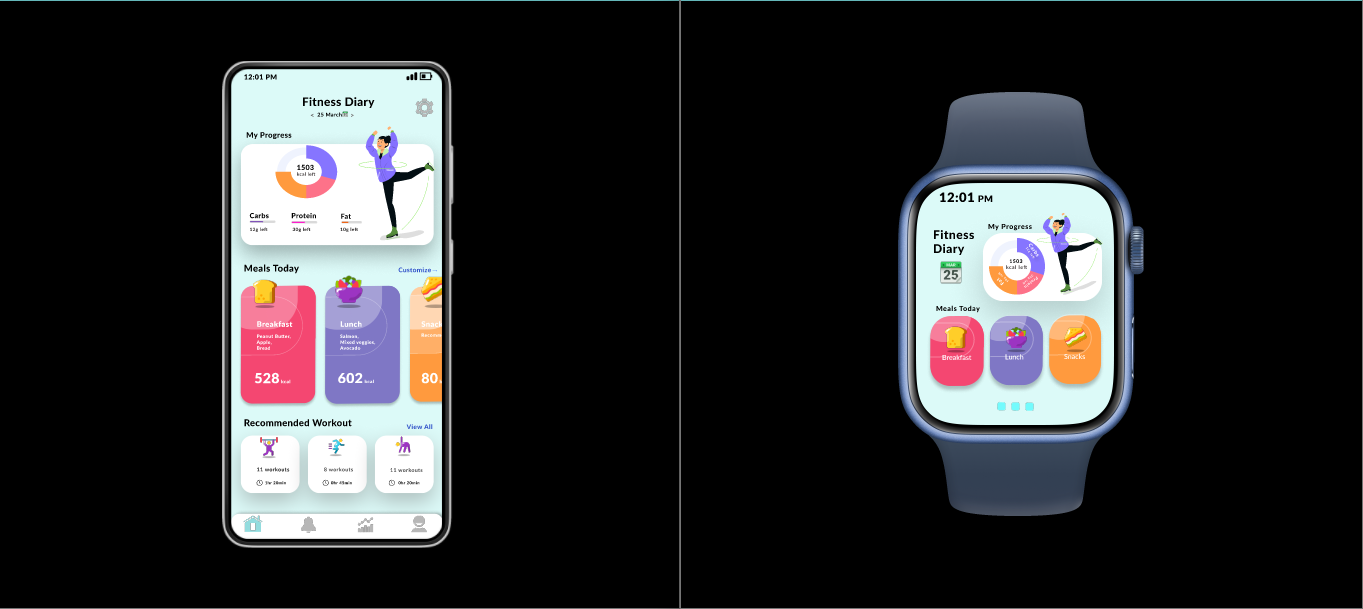 12:01 PM
Fitness Diary
< 25 March >
My Progress
1503
kcal left
Carbs Protein Fat
12g left 30g left 10g left
Meals Today
Customize
Breakfast
Peanut Butter,
Apple,
Bread
528 kcal
Lunch
Salmon,
Mixed veggies,
Avocado
602 kcal
Snack
80
Recommended Workout
View All
11 workouts
8 workouts
11 workouts
0hr 45min
0hr 20min
12:01 PM
Fitness
Diary
MAR
25
My Progress
1503
kcal left
Carbs
Meals Today
Breakfast
Lunch
Snacks